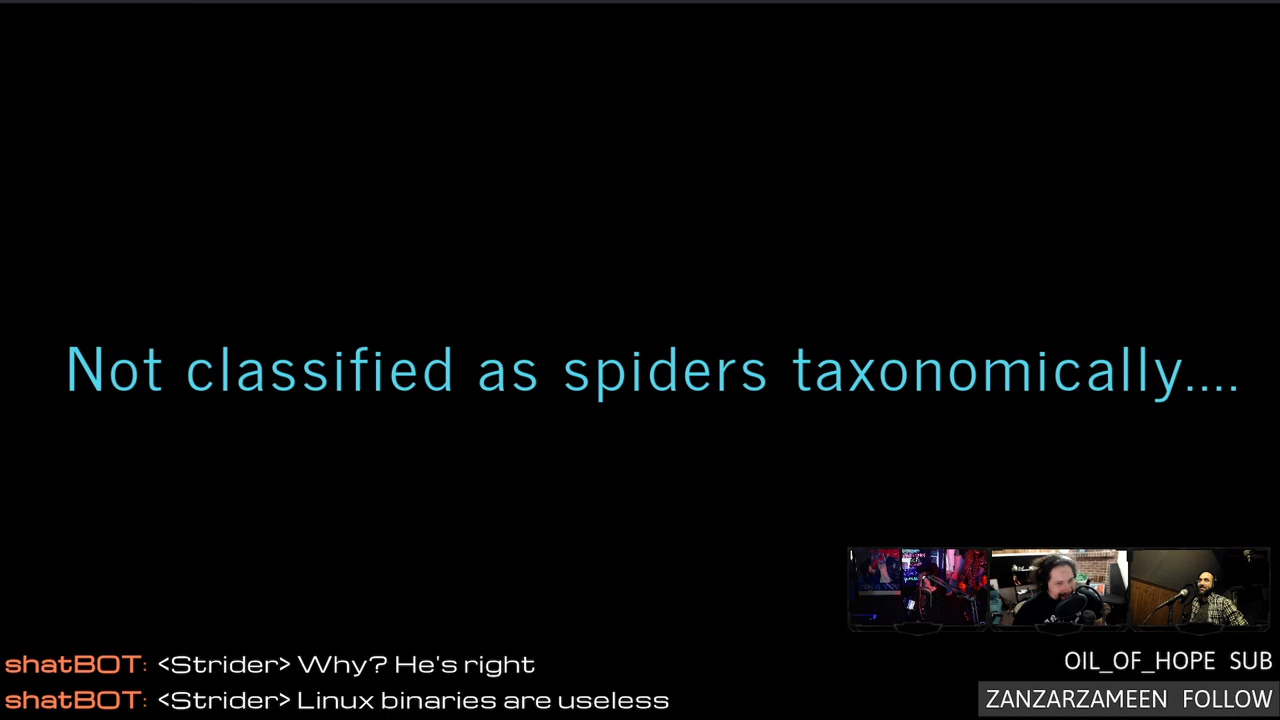 Not classified as spiders taxonomically....
shatBOT: <Strider> Why? He's right
shatBOT: <Strider> Linux binaries are useless
OIL_OF_HOPE SUB
ZANZARZAMEEN FOLLOW